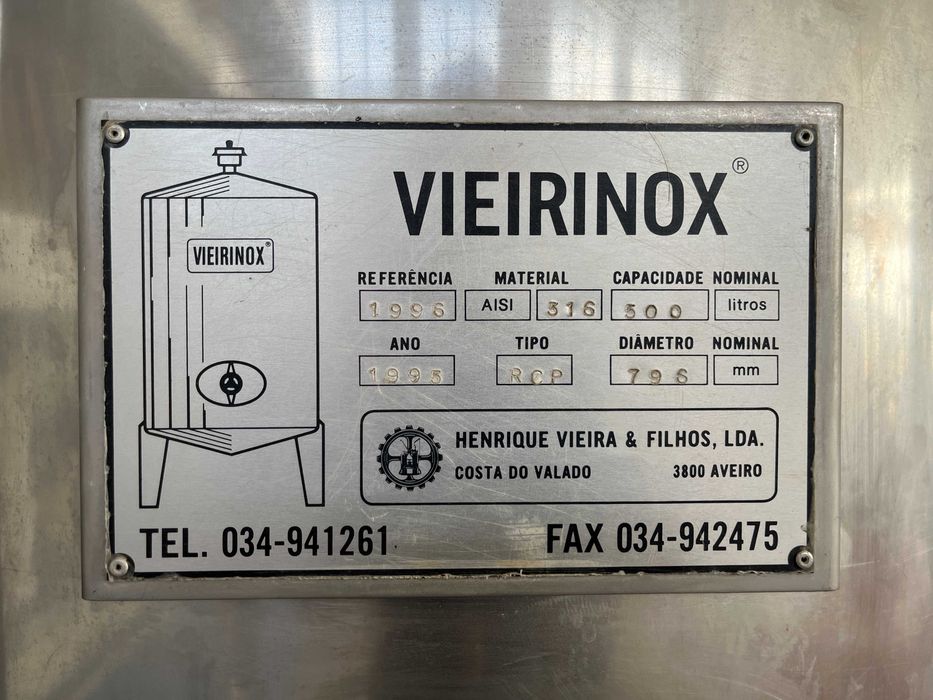 VIEIRINOX®
VIEIRINOX®
REFERÊNCIA MATERIAL CAPACIDADE NOMINAL
1996 AISI 316 500 litros
ANO TIPO DIÂMETRO NOMINAL
1995 RCP 796 mm
HENRIQUE VIEIRA & FILHOS, LDA.
COSTA DO VALADO 3800 AVEIRO
TEL. 034-941261 FAX 034-942475